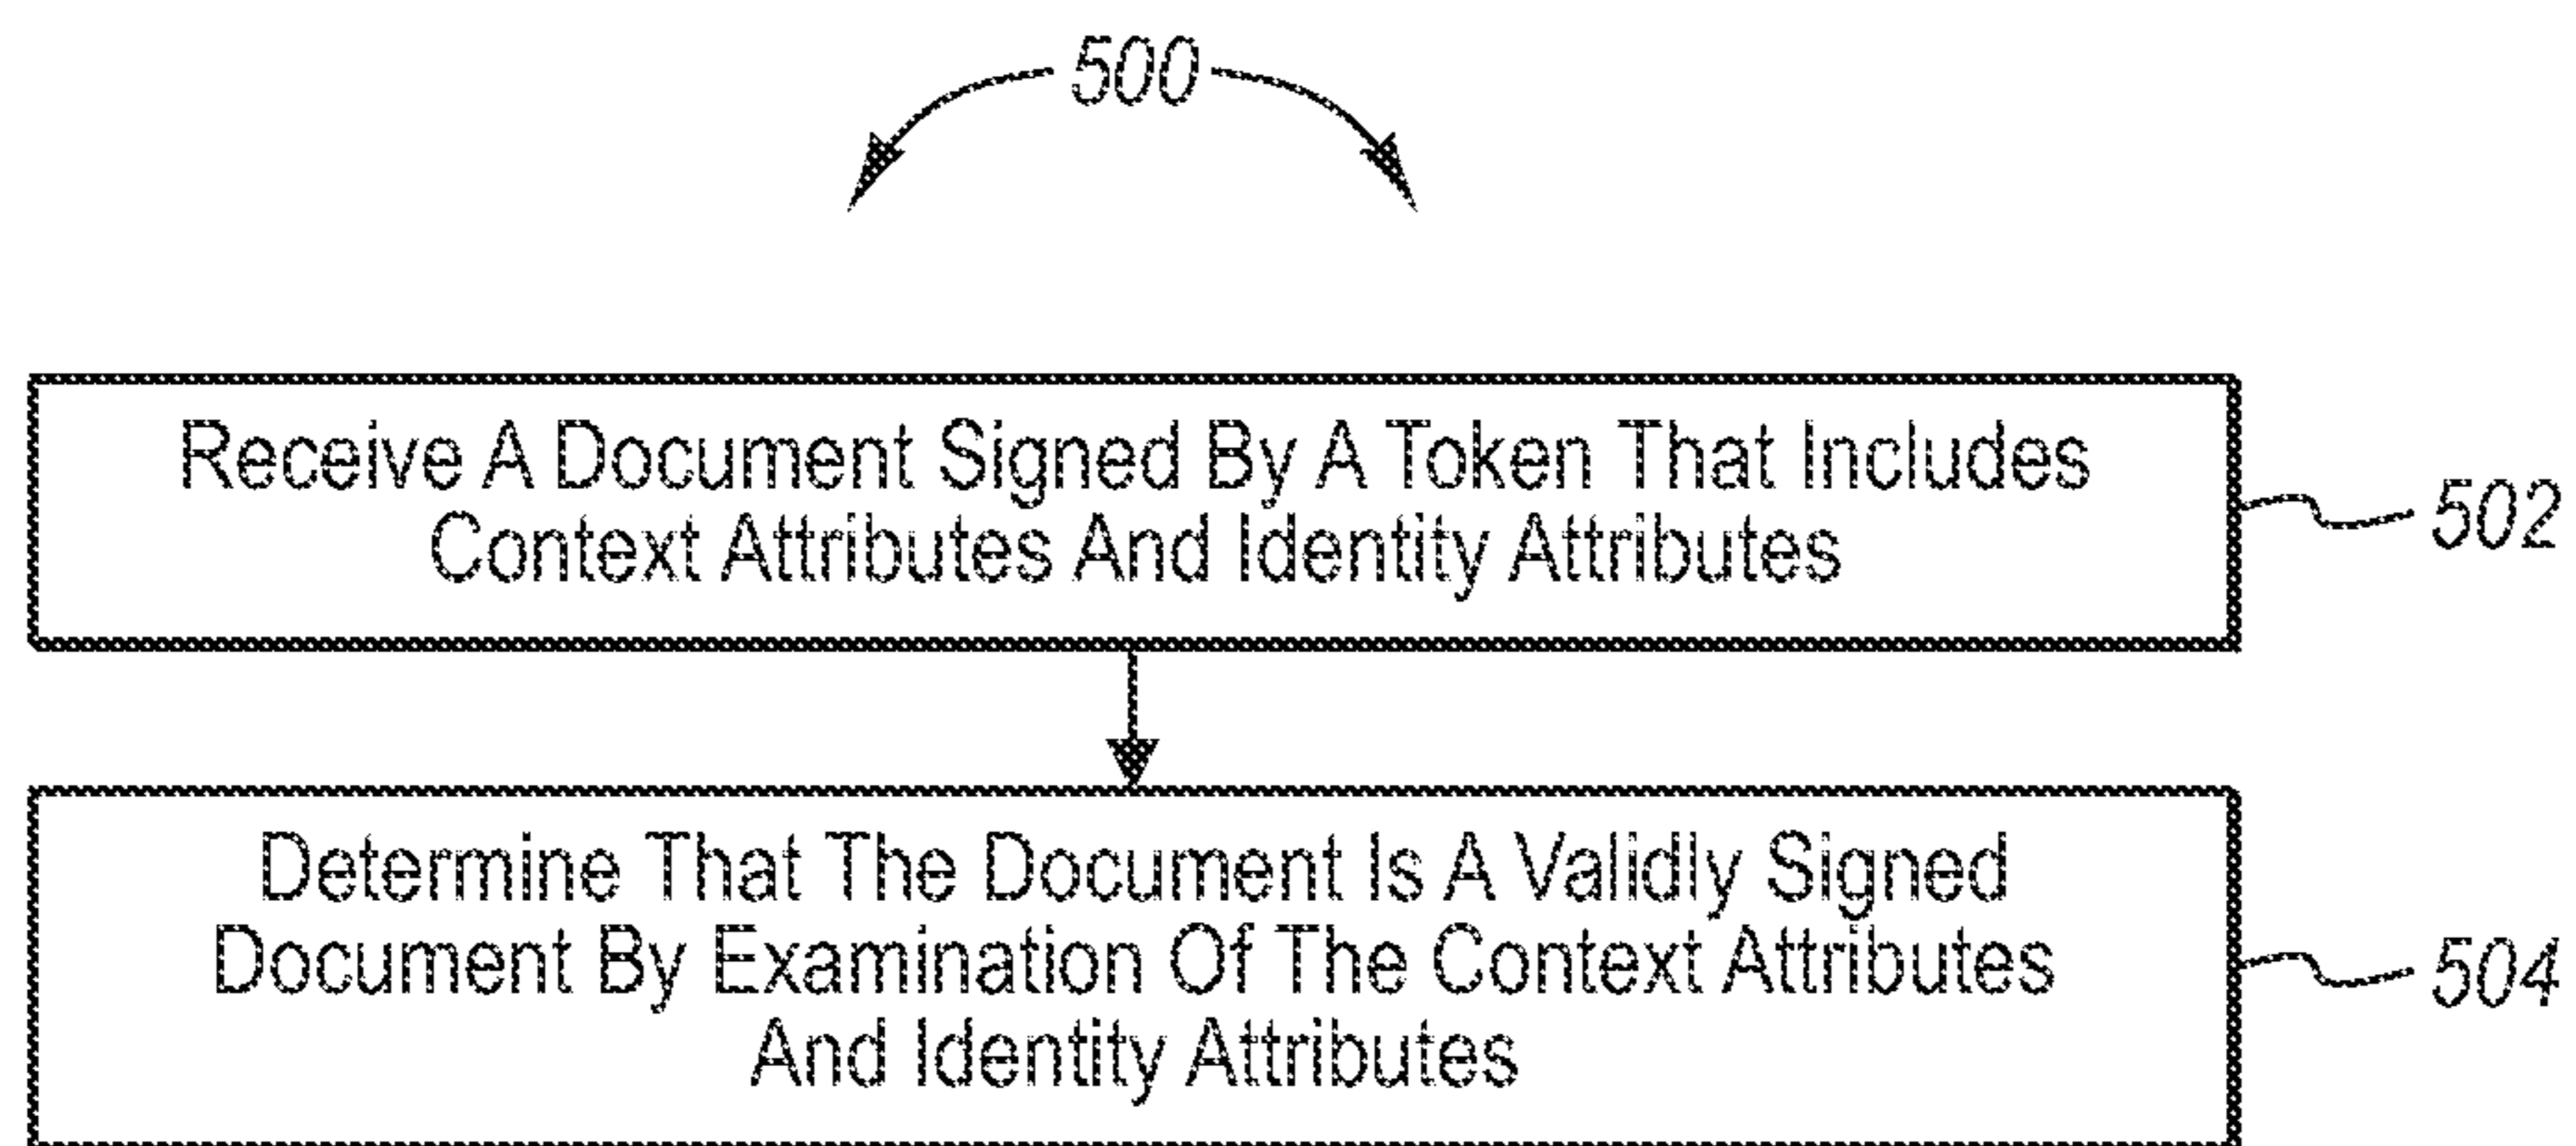 500
Receive A Document Signed By A Token That Includes
Context Attributes And Identity Attributes
502
Determine That The Document Is A Validly Signed
Document By Examination Of The Context Attributes
And Identity Attributes
504